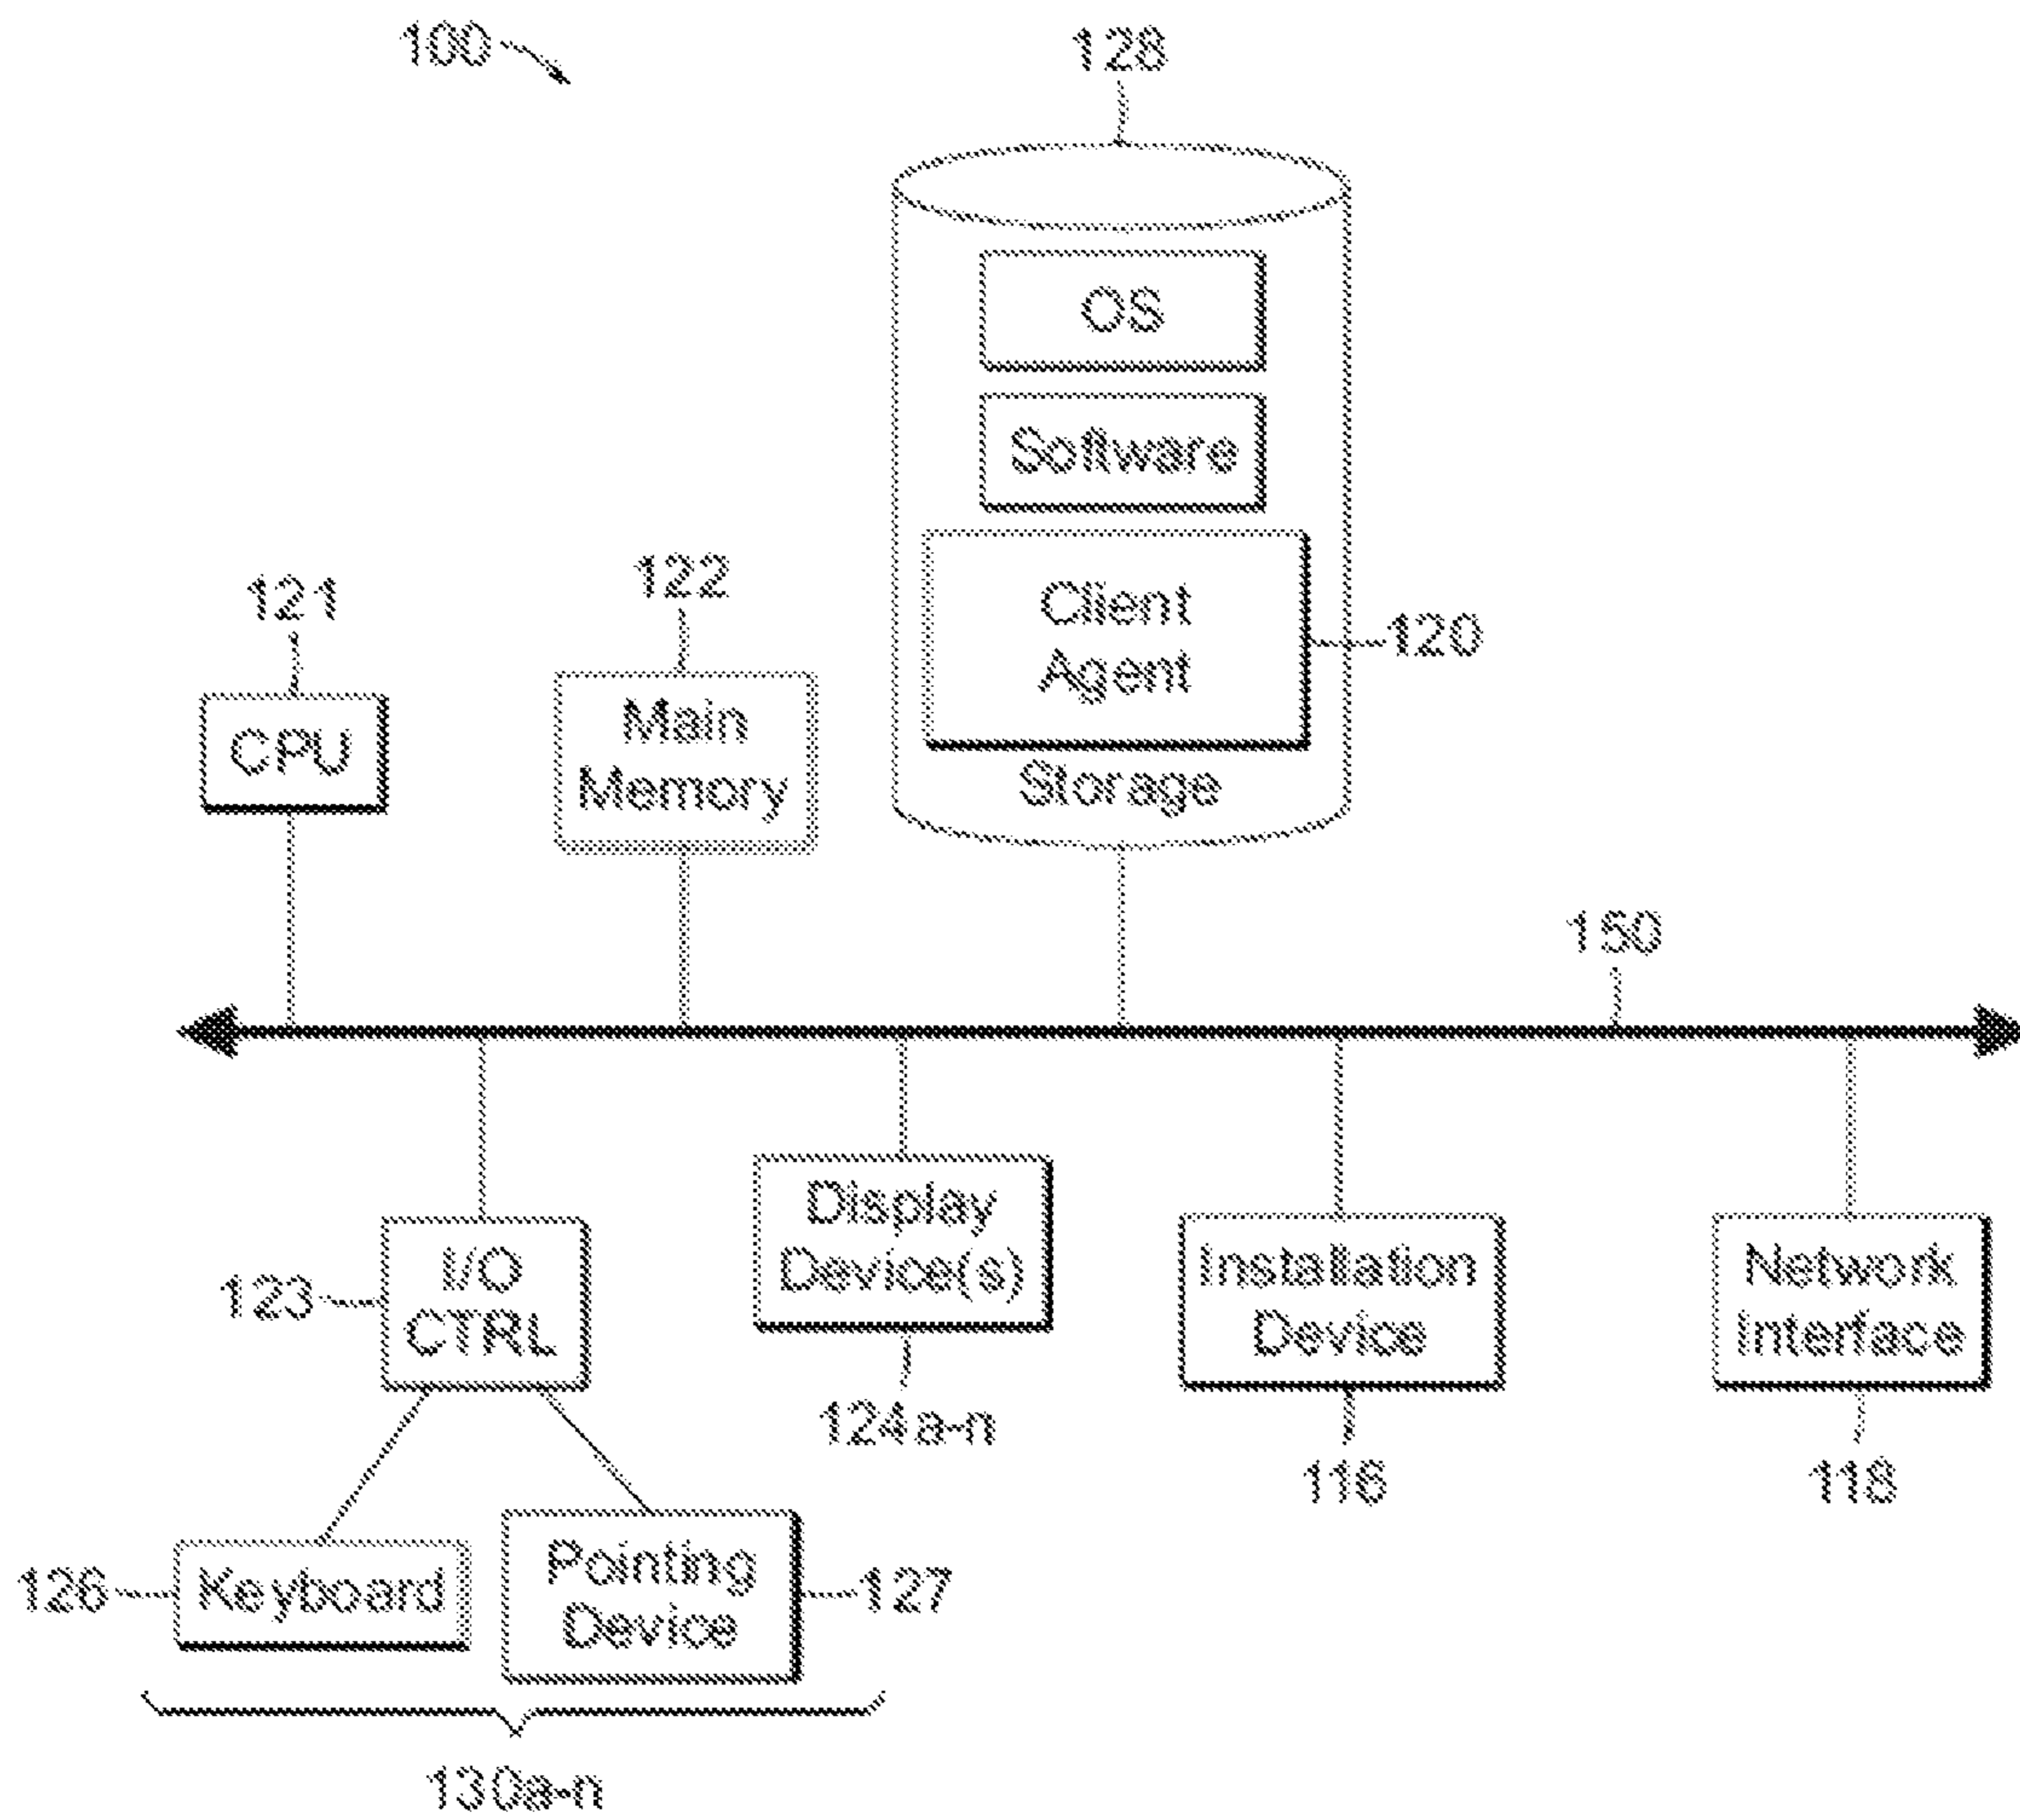 100
128
OS
Software
Client
Agent
120
Storage
121
CPU
122
Main
Memory
150
I/O
CTRL
123
Display
Device(s)
124a-n
Installation
Device
116
Network
Interface
118
126
Keyboard
Pointing
Device
127
130a-n